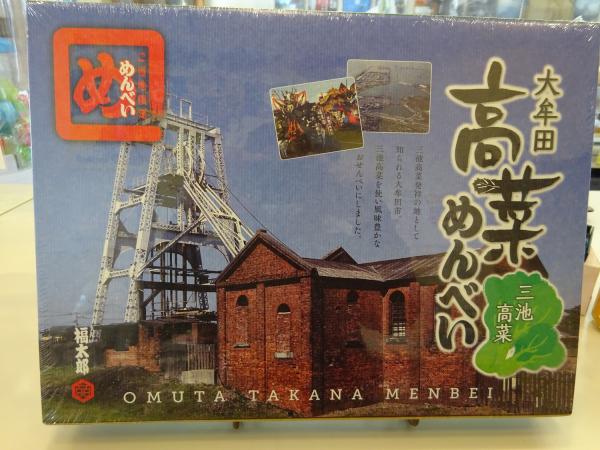 めんべい
め
大牟田
高菜
めんべい
三池
高菜
三池高菜発祥の地として
知られる大牟田市。
三池高菜を使い風味豊かな
おせんべいにしました。
福太郎
OMUTA TAKANA MENBEI